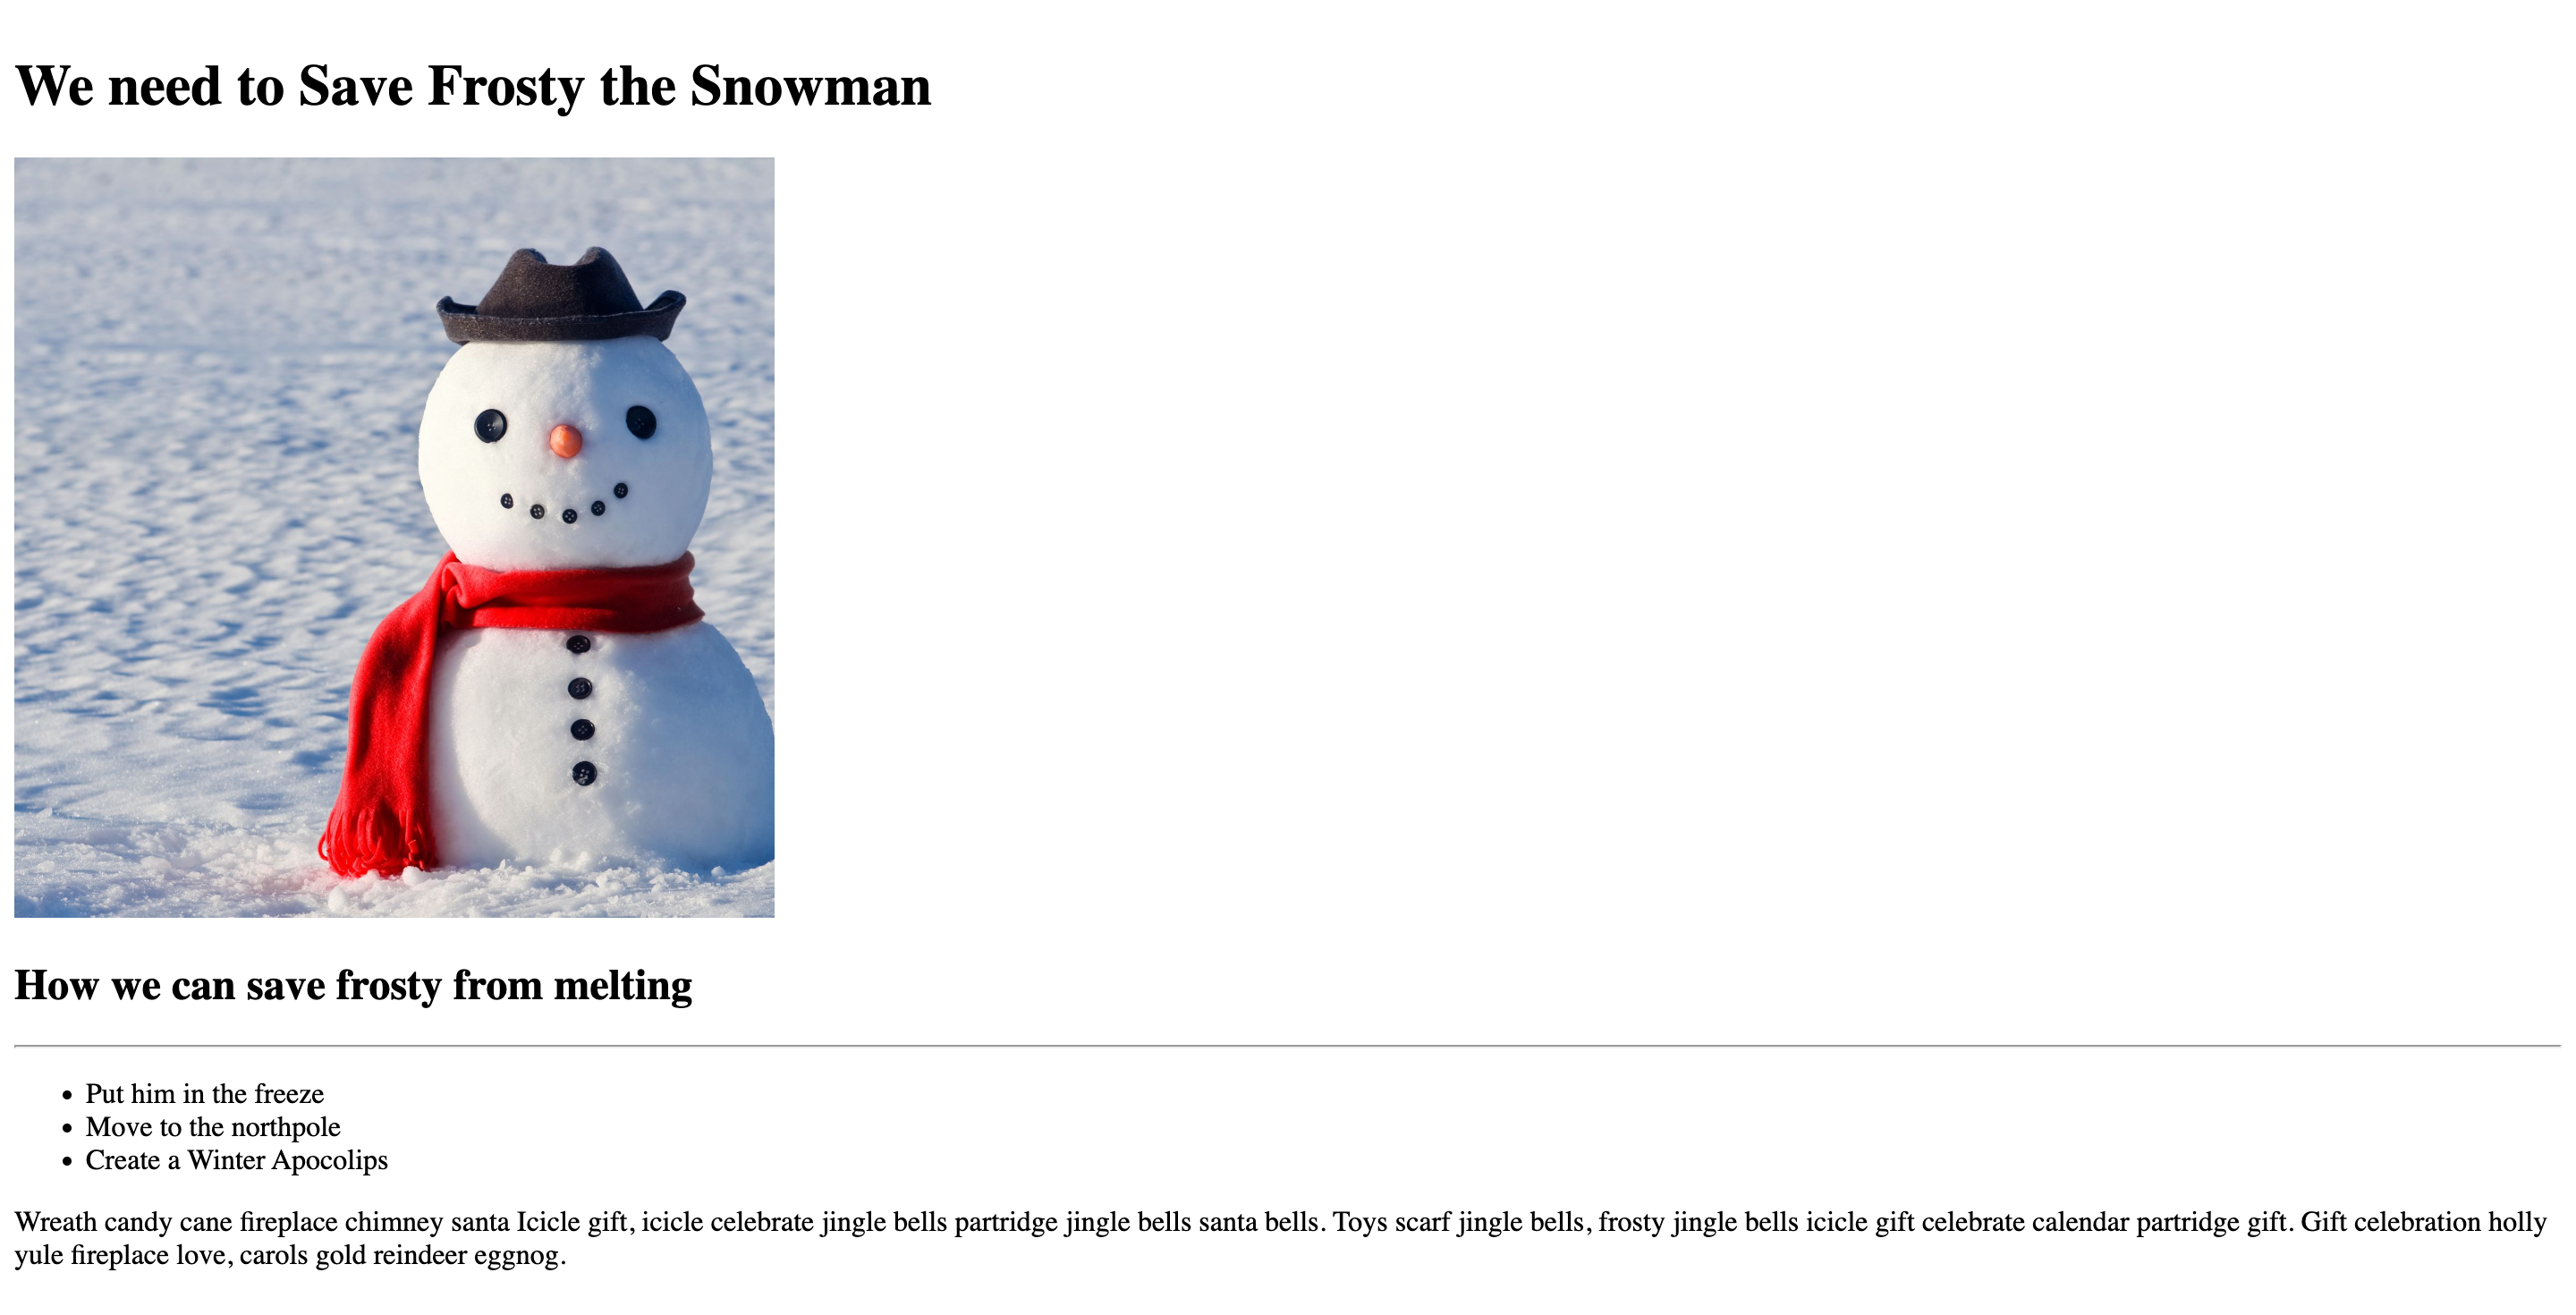 We need to Save Frosty the Snowman
How we can save frosty from melting
• Put him in the freeze
• Move to the northpole
• Create a Winter Apocolips
Wreath candy cane fireplace chimney santa Icicle gift, icicle celebrate jingle bells partridge jingle bells santa bells. Toys scarf jingle bells, frosty jingle bells icicle gift celebrate calendar partridge gift. Gift celebration holly
yule fireplace love, carols gold reindeer eggnog.